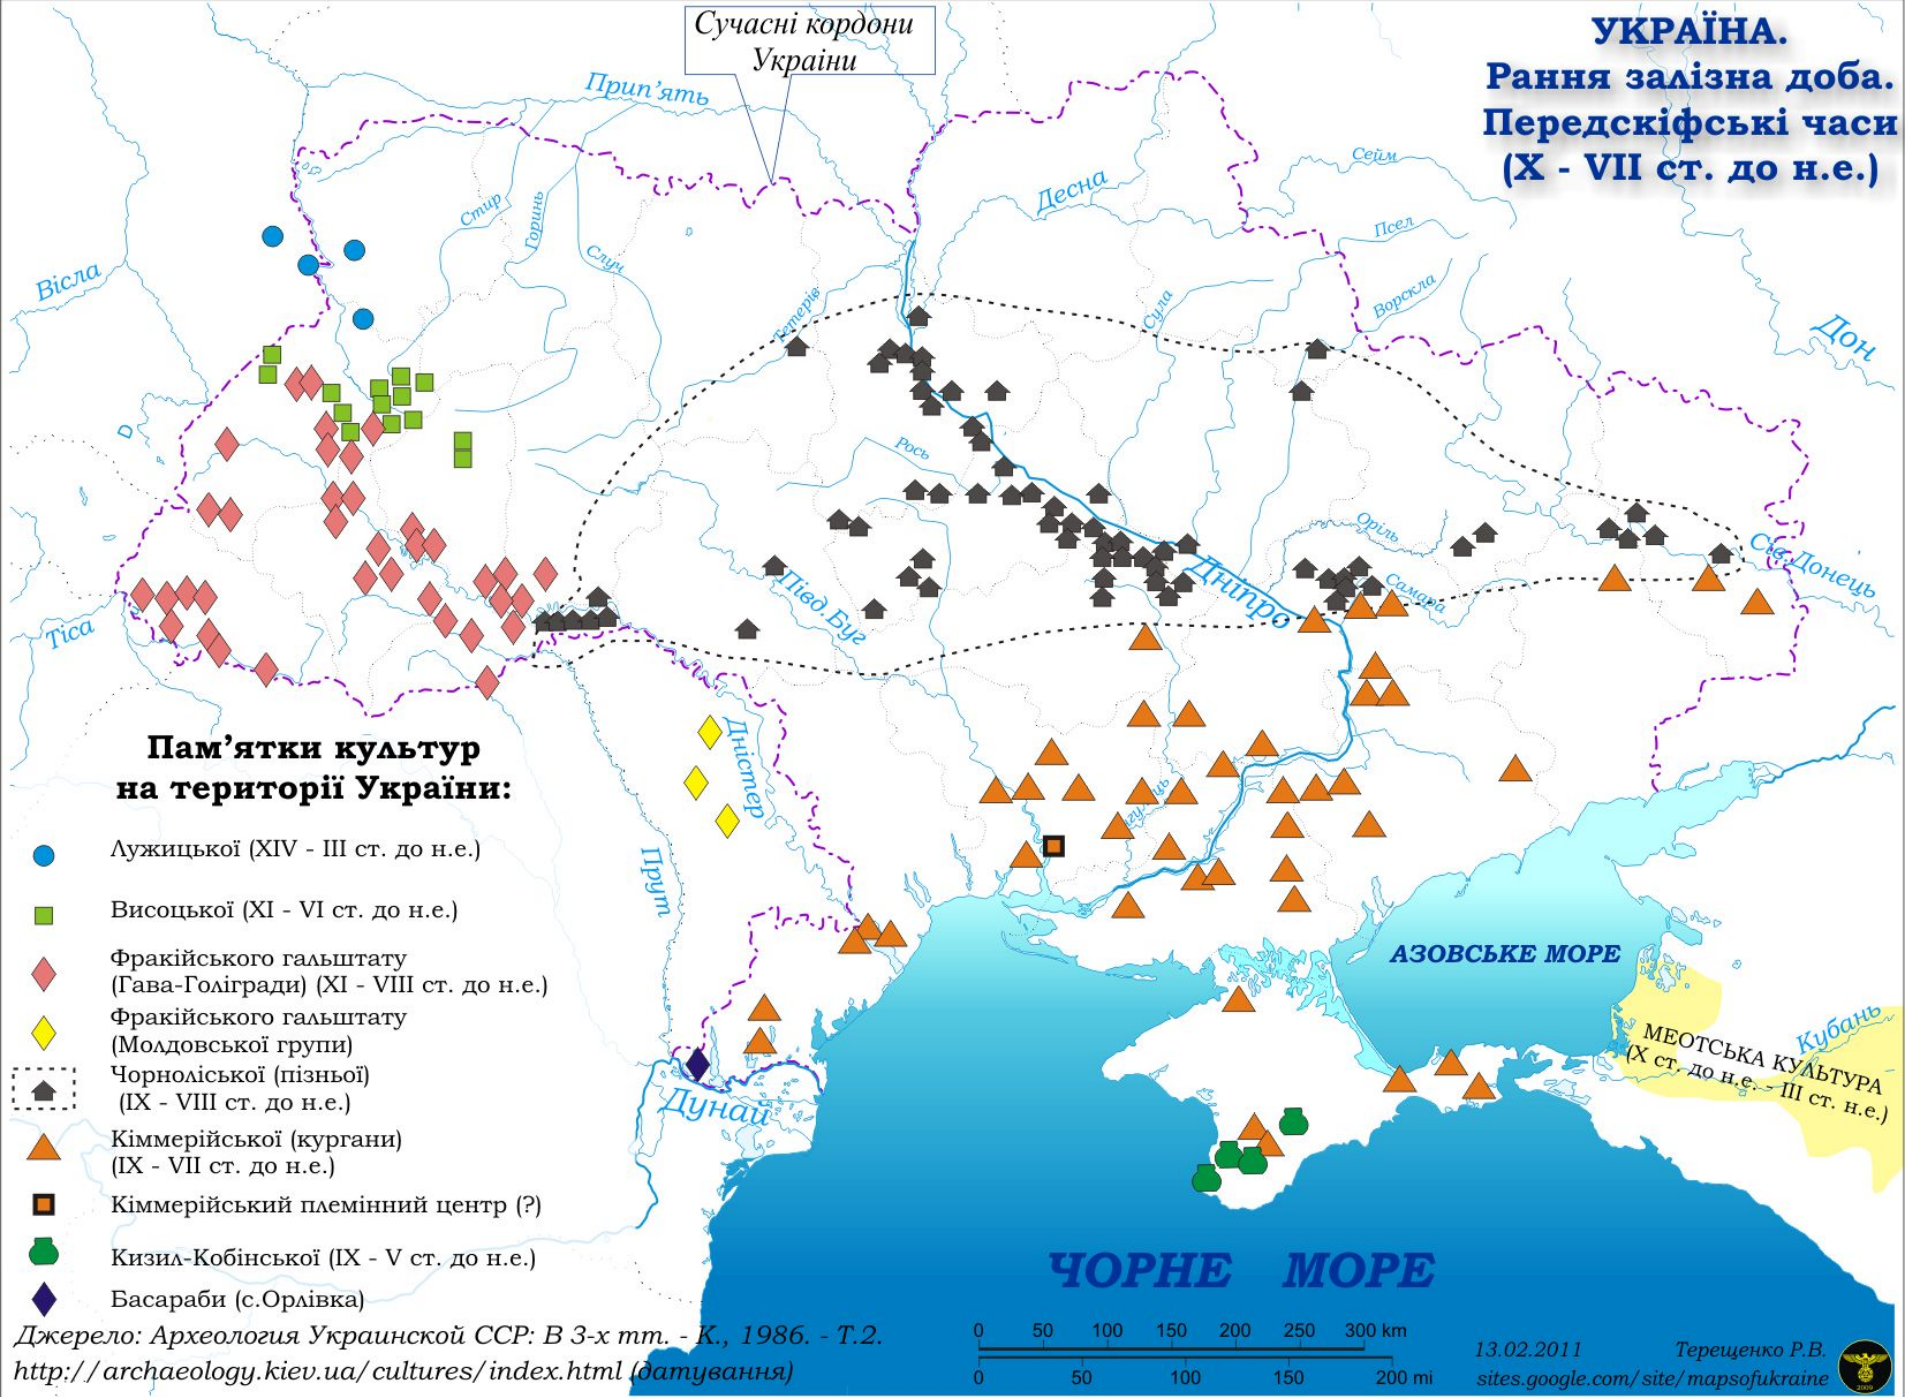 Сучасні кордони
України
УКРАЇНА.
Рання залізна доба.
Передскіфські часи
(X - VII ст. до н.е.)
Прип'ять
Сейм
Десна
Стир
Горинь
Случ
Псел
Вісла
Тетерів
Сула
Ворскла
Дон
Рось
Оріль
Сів. Донець
Дніпро
Самара
Півд.Буг
Тіса
Дністер
Прут
Пам'ятки культур
на території України:
Лужицької (XIV - III ст. до н.е.)
Висоцької (XI - VI ст. до н.е.)
Фракійського гальштату
(Гава-Голігради) (XI - VIII ст. до н.е.)
Фракійського гальштату
(Молдовської групи)
Чорноліської (пізньої)
(IX - VIII ст. до н.е.)
Кіммерійської (кургани)
(IX - VII ст. до н.е.)
Кіммерійський племінний центр (?)
Кизил-Кобінської (IX - V ст. до н.е.)
Басараби (с.Орлівка)
АЗОВСЬКЕ МОРЕ
Кубань
МЕОТСЬКА КУЛЬТУРА
(X ст. до н.е. - III ст. н.е.)
Дунай
ЧОРНЕ МОРЕ
Джерело: Археология Украинской ССР: В 3-х тт. - К., 1986. - Т.2.
http://archaeology.kiev.ua/cultures/index.html (датування)
0 50 100 150 200 250 300 km
0 50 100 150 200 mi
13.02.2011 Терещенко Р.В.
sites.google.com/site/mapsofukraine
2009